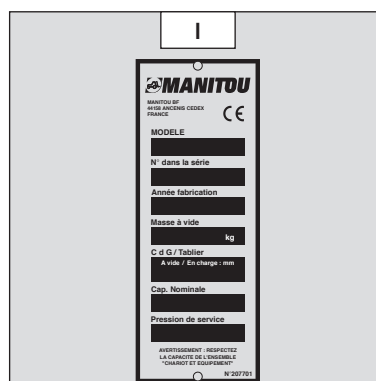 I
MANITOU
MANITOU BF
44158 ANCENIS CEDEX
FRANCE
CE
MODELE
N° dans la série
Année fabrication
Masse à vide
kg
C d G / Tablier
A vide / En charge : mm
Cap. Nominale
Pression de service
AVERTISSEMENT : RESPECTEZ
LA CAPACITE DE L'ENSEMBLE
"CHARIOT ET EQUIPEMENT"
N°207701